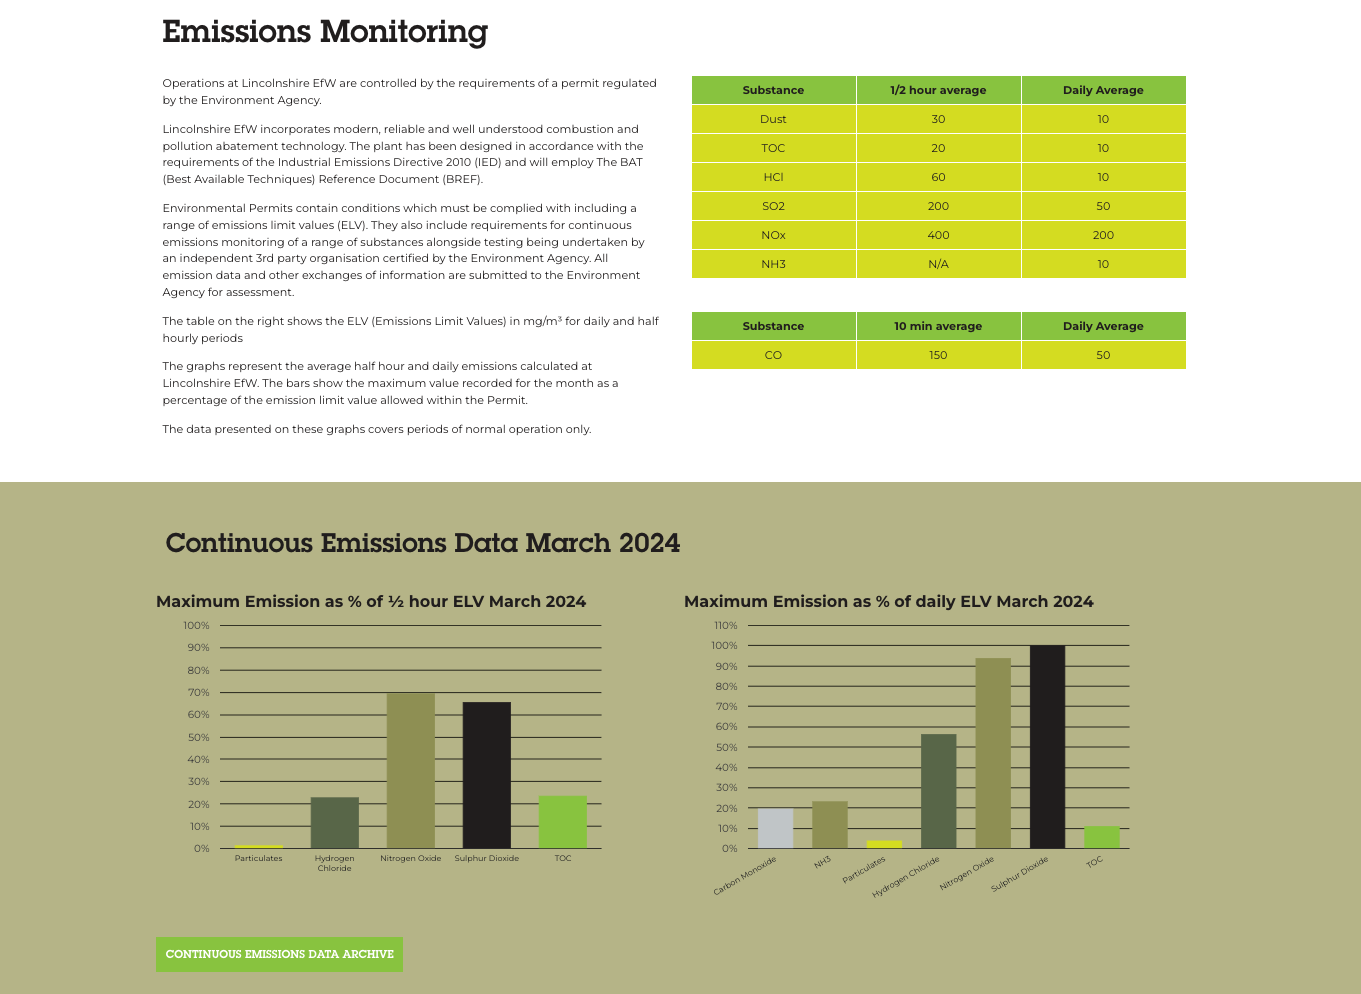 Emissions Monitoring
Operations at Lincolnshire EfW are controlled by the requirements of a permit regulated
by the Environment Agency.
Lincolnshire EfW incorporates modern, reliable and well understood combustion and
pollution abatement technology. The plant has been designed in accordance with the
requirements of the Industrial Emissions Directive 2010 (IED) and will employ The BAT
(Best Available Techniques) Reference Document (BREF).
Environmental Permits contain conditions which must be complied with including a
range of emissions limit values (ELV). They also include requirements for continuous
emissions monitoring of a range of substances alongside testing being undertaken by
an independent 3rd party organisation certified by the Environment Agency. All
emission data and other exchanges of information are submitted to the Environment
Agency for assessment.
The table on the right shows the ELV (Emissions Limit Values) in mg/m³ for daily and half
hourly periods
The graphs represent the average half hour and daily emissions calculated at
Lincolnshire EfW. The bars show the maximum value recorded for the month as a
percentage of the emission limit value allowed within the Permit.
The data presented on these graphs covers periods of normal operation only.
Substance 1/2 hour average Daily Average
Dust 30 10
TOC 20 10
HCl 60 10
SO2 200 50
NOx 400 200
NH3 N/A 10
Substance 10 min average Daily Average
CO 150 50
Continuous Emissions Data March 2024
Maximum Emission as % of ½ hour ELV March 2024
100%
90%
80%
70%
60%
50%
40%
30%
20%
10%
0%
Particulates Hydrogen Nitrogen Oxide Sulphur Dioxide TOC
Chloride
Maximum Emission as % of daily ELV March 2024
110%
100%
90%
80%
70%
60%
50%
40%
30%
20%
10%
0%
Carbon Monoxide
NH3
Particulates
Hydrogen Chloride
Nitrogen Oxide
Sulphur Dioxide
TOC
CONTINUOUS EMISSIONS DATA ARCHIVE